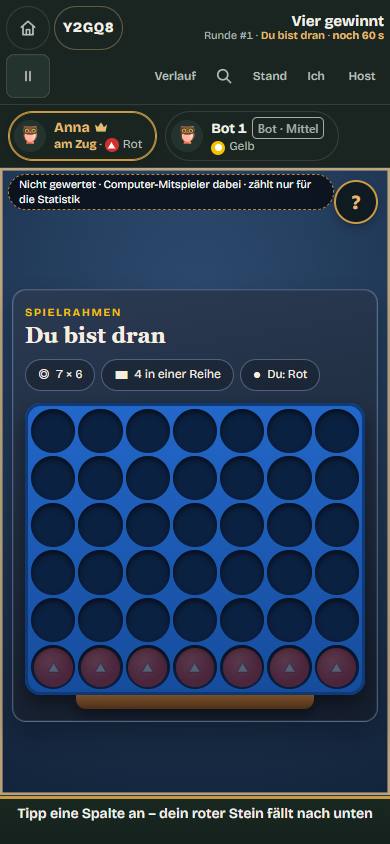 Y2GQ8
Vier gewinnt
Runde #1 · Du bist dran · noch 60 s
Verlauf
Stand
Ich
Host
Anna
am Zug · Rot
Bot 1
Bot · Mittel
Gelb
Nicht gewertet · Computer-Mitspieler dabei · zählt nur für
die Statistik
?
SPIELRAHMEN
Du bist dran
7 × 6
4 in einer Reihe
Du: Rot
Tipp eine Spalte an – dein roter Stein fällt nach unten